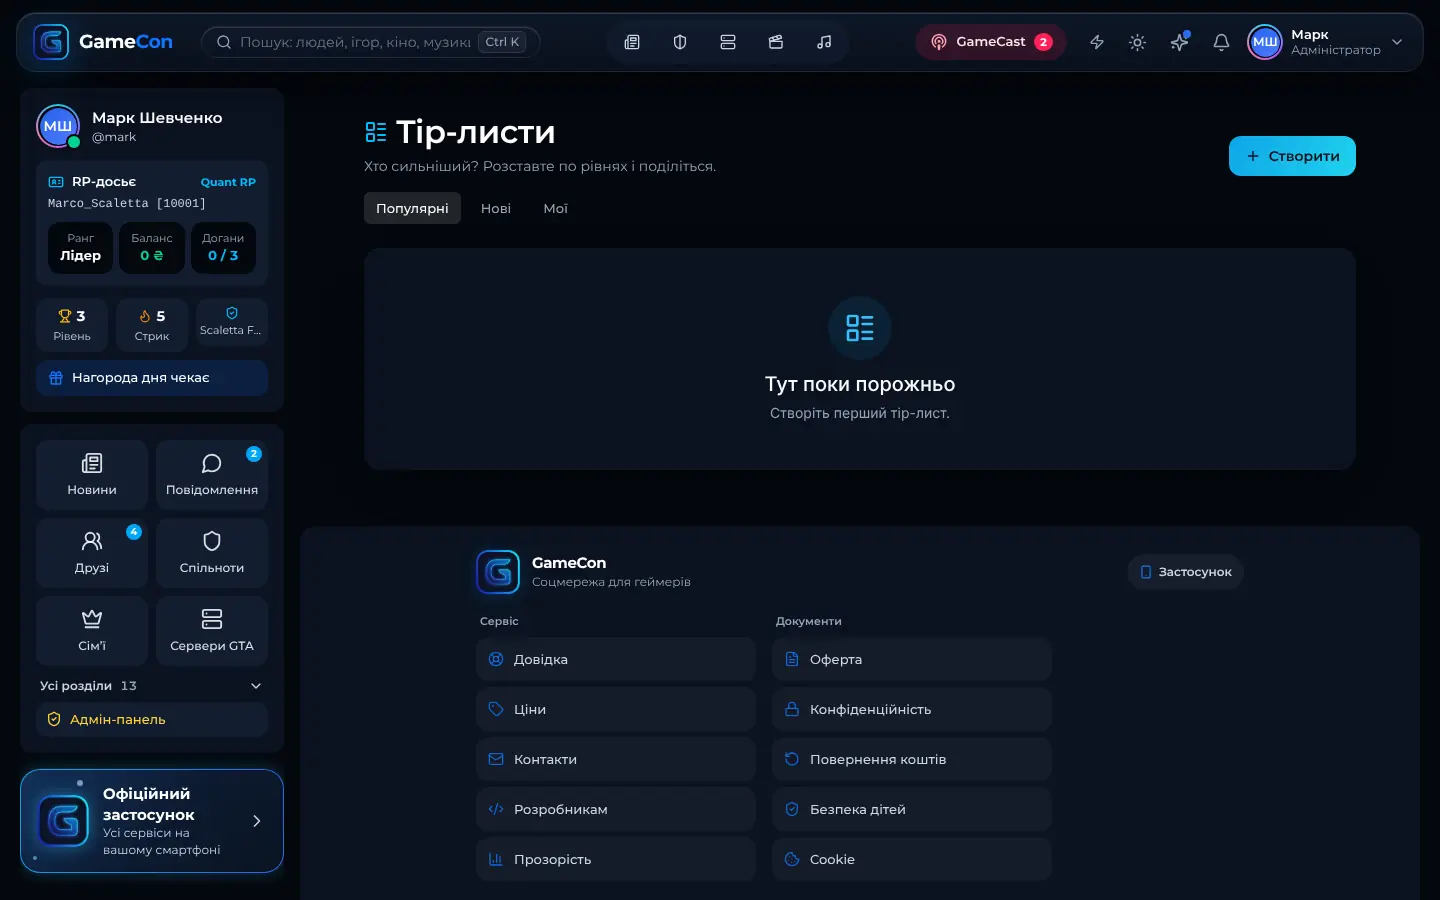 GameCon
Пошук: людей, ігор, кіно, музики
Ctrl K
GameCast 2
МШ
Марк
Адміністратор
МШ
Марк Шевченко
@mark
RP-досьє
Quant RP
Marco_Scaletta [10001]
Ранг
Лідер
Баланс
0 ₴
Догани
0 / 3
3
Рівень
5
Стрик
Scaletta F...
Нагорода дня чекає
Новини
2
Повідомлення
4
Друзі
Спільноти
Сім'ї
Сервери GTA
Усі розділи 13
Адмін-панель
Офіційний
застосунок
Усі сервіси на
вашому смартфоні
Тір-листи
Хто сильніший? Розставте по рівнях і поділіться.
Створити
Популярні
Нові
Мої
Тут поки порожньо
Створіть перший тір-лист.
GameCon
Соцмережа для геймерів
Застосунок
Сервіс
Довідка
Ціни
Контакти
Розробникам
Прозорість
Документи
Оферта
Конфіденційність
Повернення коштів
Безпека дітей
Cookie